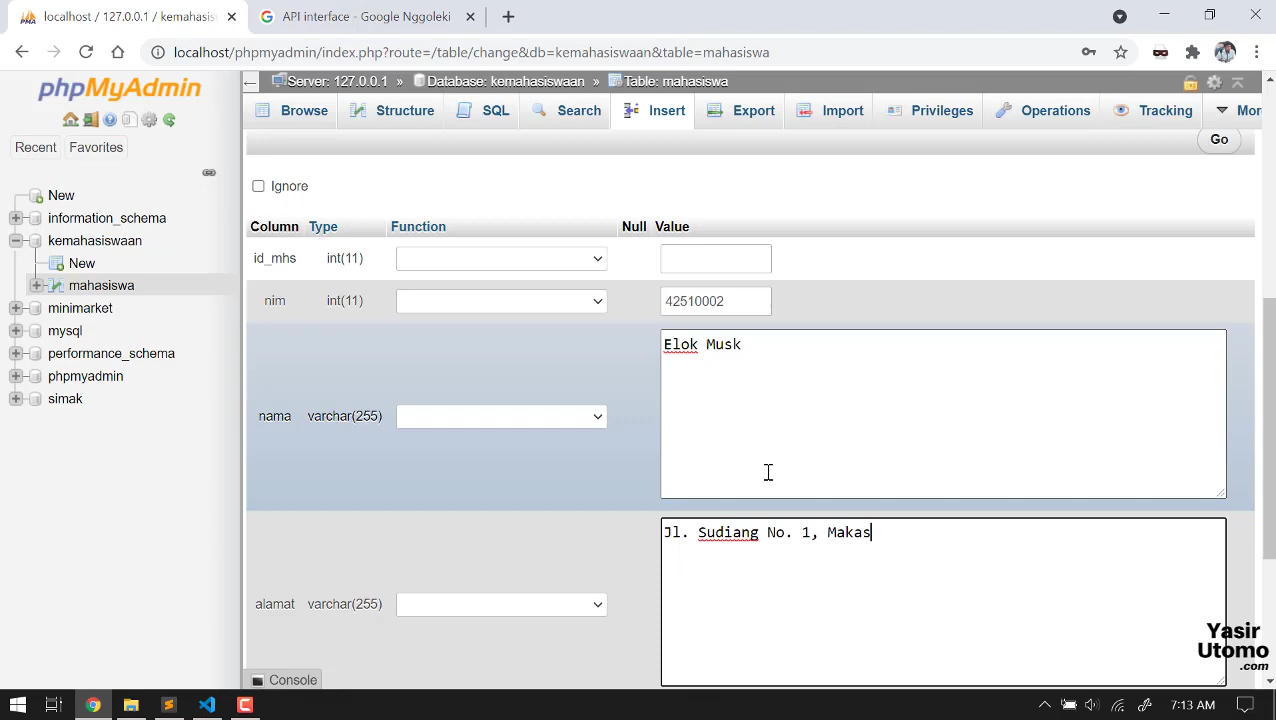 localhost / 127.0.0.1 / kemahasis
API interface - Google Nggoleki
localhost/phpmyadmin/index.php?route=/table/change&db=kemahasiswaan&table=mahasiswa
phpMyAdmin
Recent
Favorites
New
information_schema
kemahasiswaan
New
mahasiswa
minimarket
mysql
performance_schema
phpmyadmin
simak
Server: 127.0.0.1 » Database: kemahasiswaan » Table: mahasiswa
Browse Structure SQL Search Insert Export Import Privileges Operations Tracking Mor
Go
Ignore
Column Type Function Null Value
id_mhs int(11)
nim int(11) 42510002
nama varchar(255) Elok Musk
alamat varchar(255) Jl. Sudiang No. 1, Makas
Console
Yasir
Utomo
.com
7:13 AM